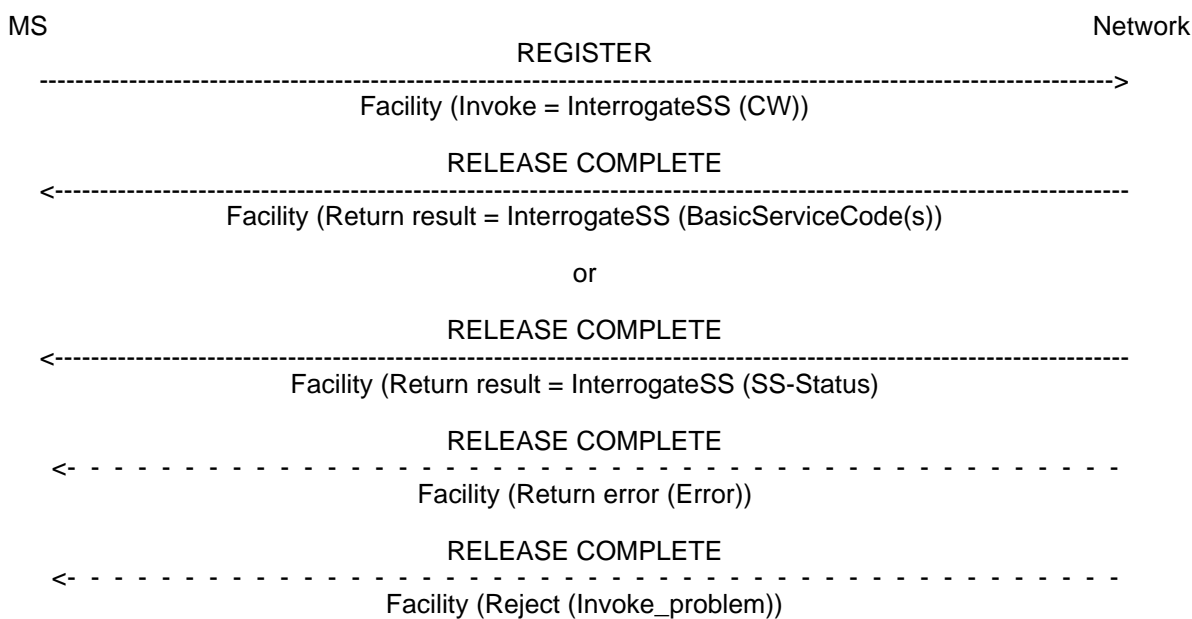 MS Network
REGISTER
-------------------------------------------------------------------------------------------------------------------------->
Facility (Invoke = InterrogateSS (CW))
RELEASE COMPLETE
<--------------------------------------------------------------------------------------------------------------------------
Facility (Return result = InterrogateSS (BasicServiceCode(s))
or
RELEASE COMPLETE
<--------------------------------------------------------------------------------------------------------------------------
Facility (Return result = InterrogateSS (SS-Status)
RELEASE COMPLETE
<- - - - - - - - - - - - - - - - - - - - - - - - - - - - - - - - - - - - - - - - - - - - -
Facility (Return error (Error))
RELEASE COMPLETE
<- - - - - - - - - - - - - - - - - - - - - - - - - - - - - - - - - - - - - - - - - - - - -
Facility (Reject (Invoke_problem))